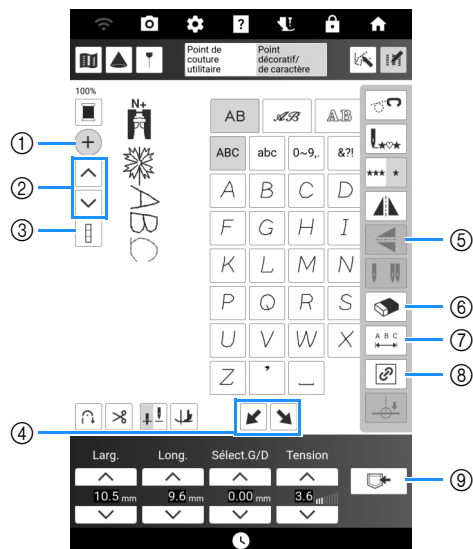 ?
Point de
couture
utilitaire
Point
décoratif/
de caractère
100%
N+
ABC
1
2
3
AB AB AB
ABC abc 0~9,. &?!
A B C D
F G H I
K L M N
P Q R S
U V W X
Z ' _
A B C
5
6
7
8
4
Larg. Long. Sélect.G/D Tension
10.5 mm 9.6 mm 0.00 mm 3.6
9